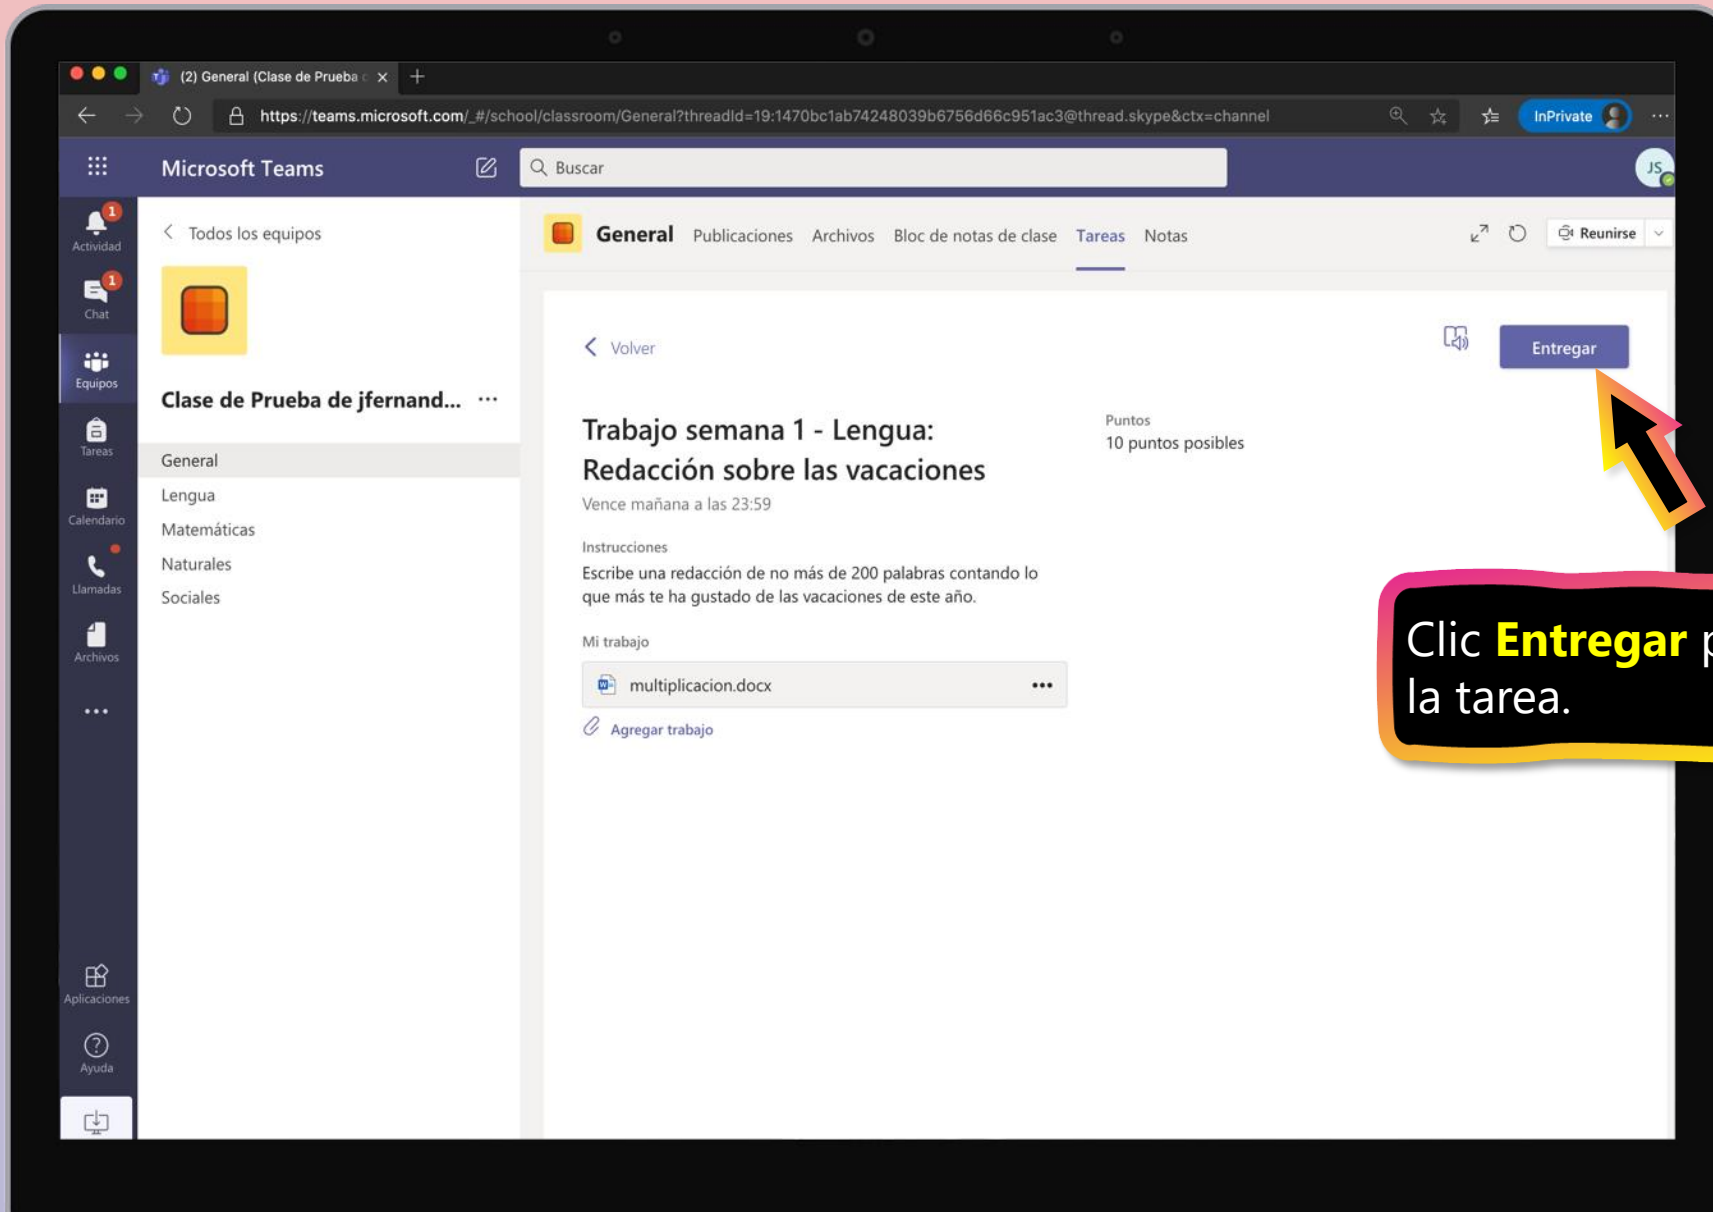 (2) General (Clase de Prueba
https://teams.microsoft.com/_#/school/classroom/General?threadId=19:1470bc1ab74248039b6756d66c951ac3@thread.skype&ctx=channel
InPrivate
Microsoft Teams
Buscar
JS
1
Actividad
1
Chat
Equipos
Tareas
Calendario
Llamadas
Archivos
Aplicaciones
Ayuda
Todos los equipos
Clase de Prueba de jfernand...
General
Lengua
Matemáticas
Naturales
Sociales
General Publicaciones Archivos Bloc de notas de clase Tareas Notas
Reunirse
Volver
Entregar
Trabajo semana 1 - Lengua:
Redacción sobre las vacaciones
Vence mañana a las 23:59
Puntos
10 puntos posibles
Instrucciones
Escribe una redacción de no más de 200 palabras contando lo
que más te ha gustado de las vacaciones de este año.
Mi trabajo
multiplicacion.docx
Agregar trabajo
Clic Entregar
la tarea.